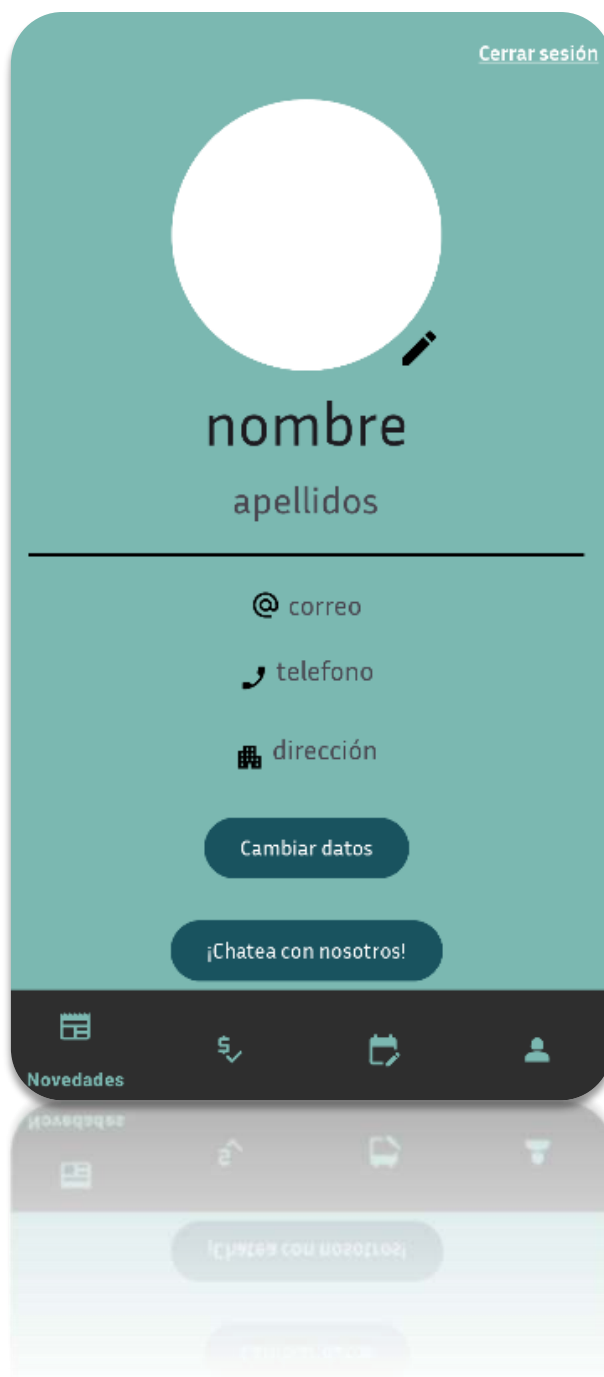 Cerrar sesión
nombre
apellidos
correo
telefono
dirección
Cambiar datos
¡Chatea con nosotros!
Novedades